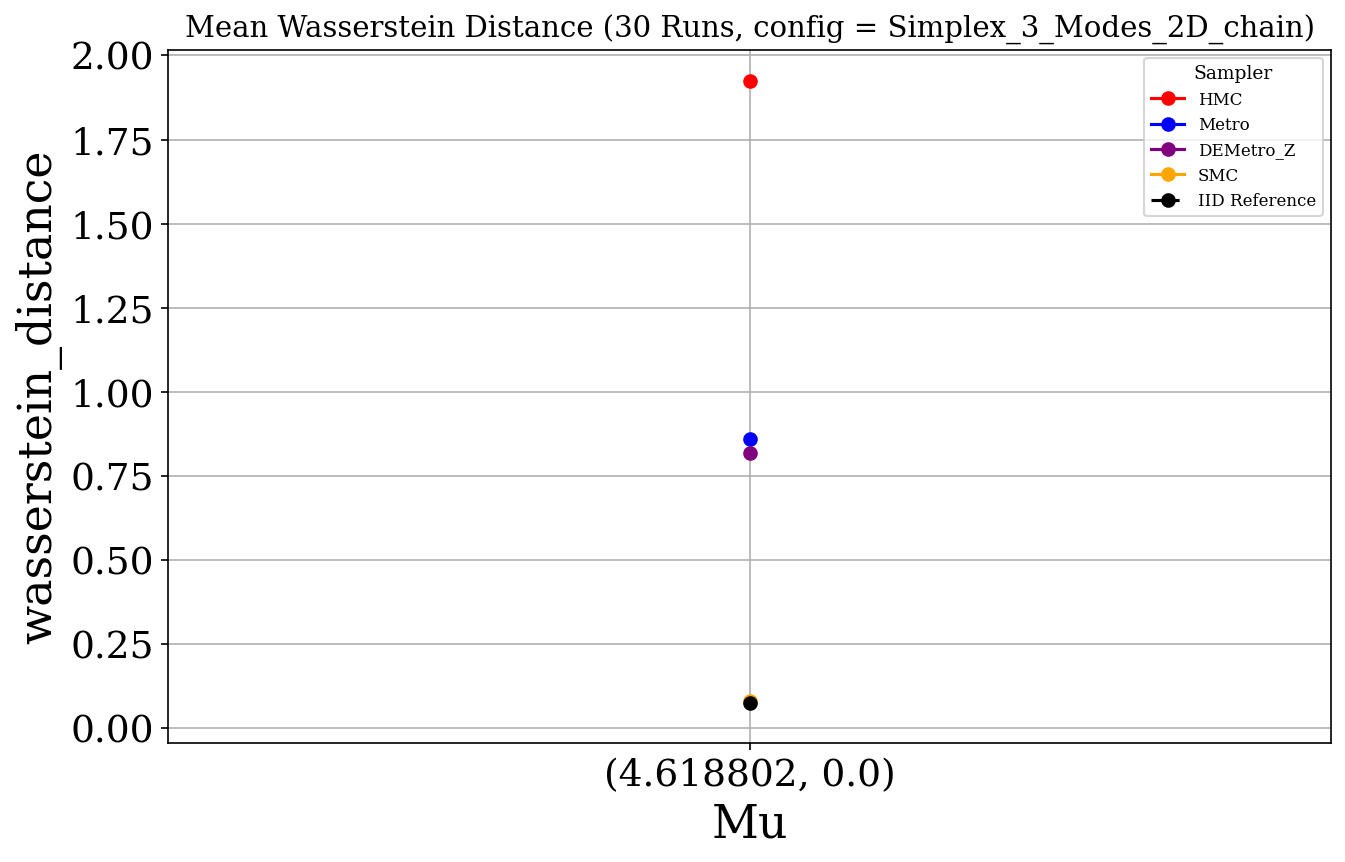 Mean Wasserstein Distance (30 Runs, config = Simplex_3_Modes_2D_chain)
2.00
1.75
1.50
1.25
1.00
0.75
0.50
0.25
0.00
wasserstein_distance
Sampler
HMC
Metro
DEMetro_Z
SMC
IID Reference
(4.618802, 0.0)
Mu